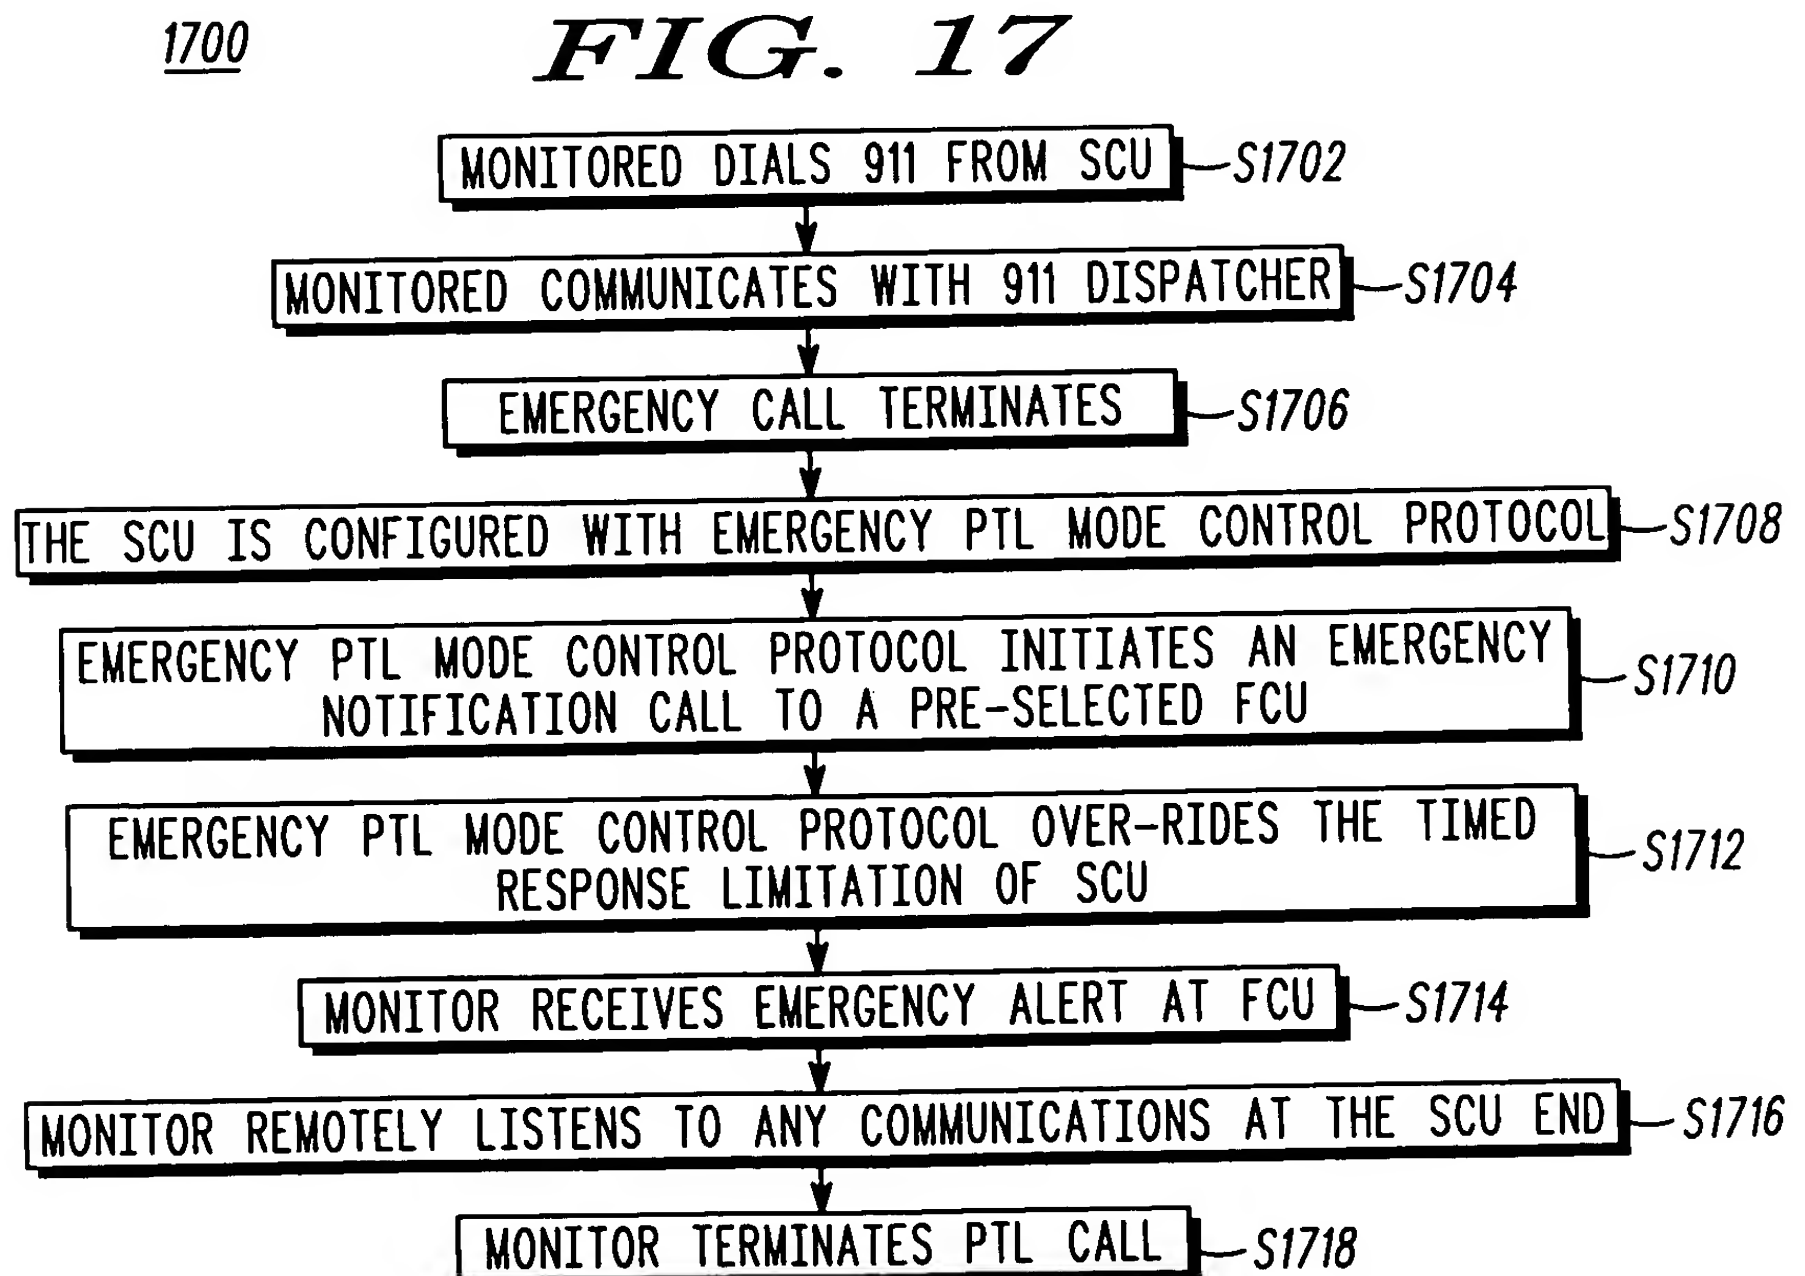 1700
FIG. 17
MONITORED DIALS 911 FROM SCU
S1702
MONITORED COMMUNICATES WITH 911 DISPATCHER
S1704
EMERGENCY CALL TERMINATES
S1706
THE SCU IS CONFIGURED WITH EMERGENCY PTL MODE CONTROL PROTOCOL
S1708
EMERGENCY PTL MODE CONTROL PROTOCOL INITIATES AN EMERGENCY
NOTIFICATION CALL TO A PRE-SELECTED FCU
S1710
EMERGENCY PTL MODE CONTROL PROTOCOL OVER-RIDES THE TIMED
RESPONSE LIMITATION OF SCU
S1712
MONITOR RECEIVES EMERGENCY ALERT AT FCU
S1714
MONITOR REMOTELY LISTENS TO ANY COMMUNICATIONS AT THE SCU END
S1716
MONITOR TERMINATES PTL CALL
S1718